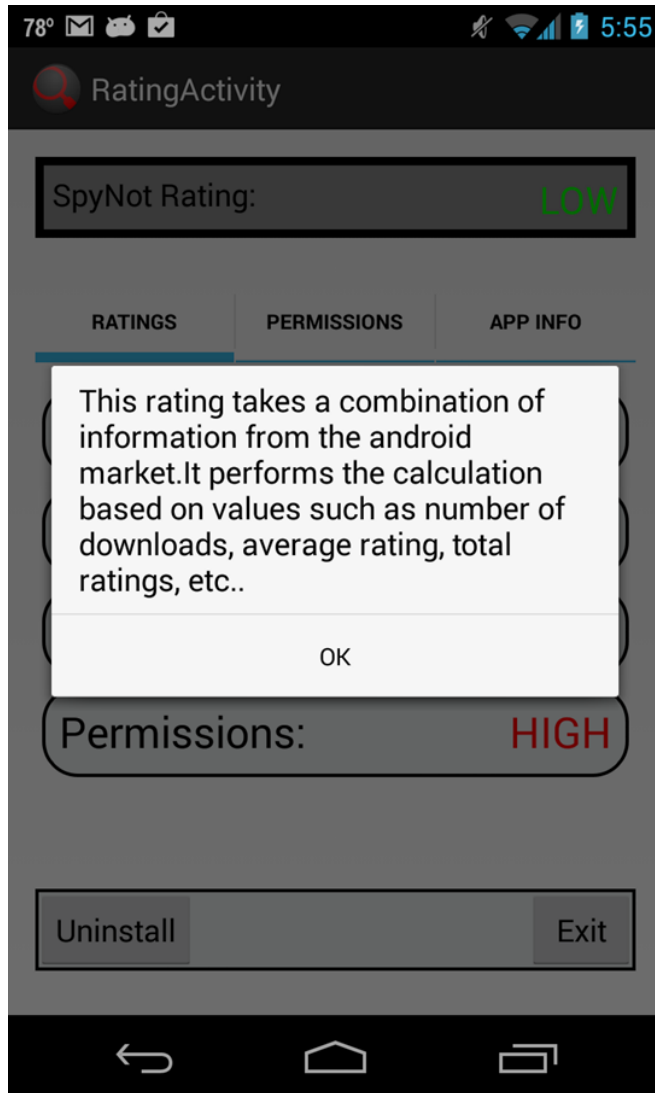 78° 5:55
RatingActivity
SpyNot Rating: LOW
RATINGS PERMISSIONS APP INFO
This rating takes a combination of
information from the android
market.It performs the calculation
based on values such as number of
downloads, average rating, total
ratings, etc..
OK
Permissions: HIGH
Uninstall Exit